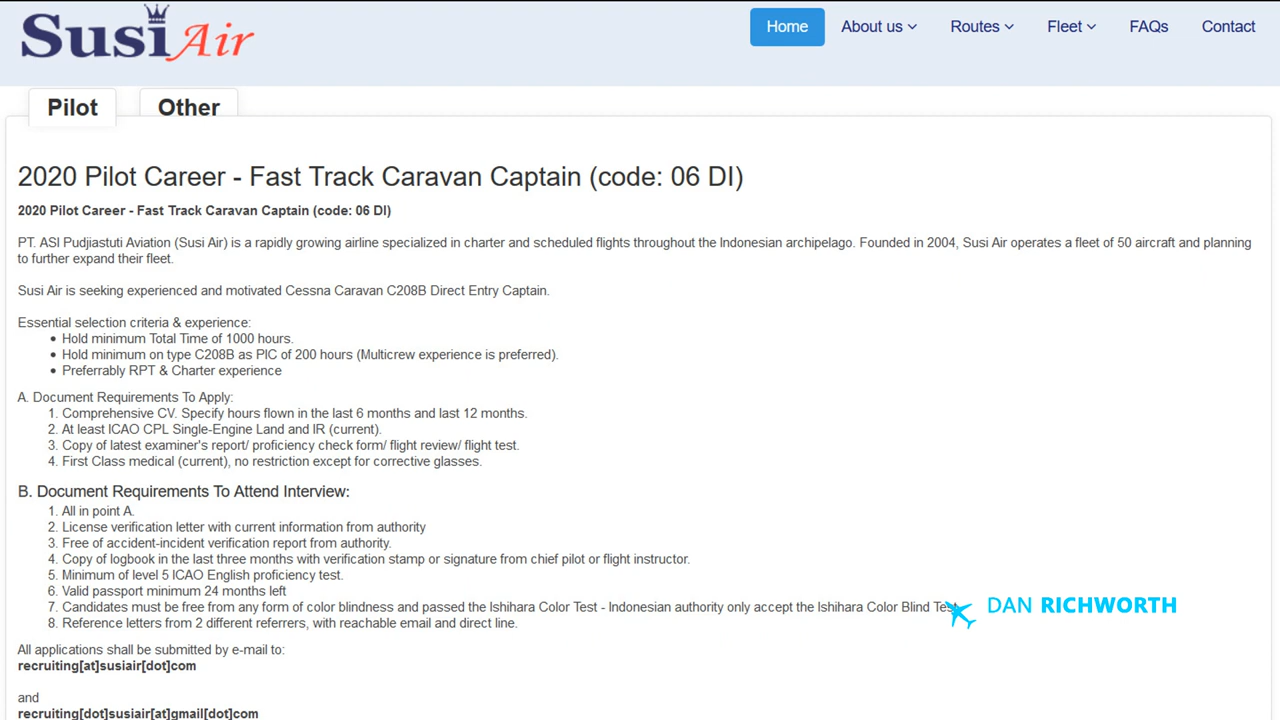 Susi Air
Home
About us
Routes
Fleet
FAQs
Contact
Pilot
Other
2020 Pilot Career - Fast Track Caravan Captain (code: 06 DI)
2020 Pilot Career - Fast Track Caravan Captain (code: 06 DI)
PT. ASI Pudjiastuti Aviation (Susi Air) is a rapidly growing airline specialized in charter and scheduled flights throughout the Indonesian archipelago. Founded in 2004, Susi Air operates a fleet of 50 aircraft and planning
to further expand their fleet.
Susi Air is seeking experienced and motivated Cessna Caravan C208B Direct Entry Captain.
Essential selection criteria & experience:
• Hold minimum Total Time of 1000 hours.
• Hold minimum on type C208B as PIC of 200 hours (Multicrew experience is preferred).
• Preferrably RPT & Charter experience
A. Document Requirements To Apply:
1. Comprehensive CV. Specify hours flown in the last 6 months and last 12 months.
2. At least ICAO CPL Single-Engine Land and IR (current).
3. Copy of latest examiner's report/ proficiency check form/ flight review/ flight test.
4. First Class medical (current), no restriction except for corrective glasses.
B. Document Requirements To Attend Interview:
1. All in point A.
2. License verification letter with current information from authority
3. Free of accident-incident verification report from authority.
4. Copy of logbook in the last three months with verification stamp or signature from chief pilot or flight instructor.
5. Minimum of level 5 ICAO English proficiency test.
6. Valid passport minimum 24 months left
7. Candidates must be free from any form of color blindness and passed the Ishihara Color Test - Indonesian authority only accept the Ishihara Color Blind Test.
DAN RICHWORTH
8. Reference letters from 2 different referrers, with reachable email and direct line.
All applications shall be submitted by e-mail to:
recruiting[at]susiair[dot]com
and
recruiting[dot]susiair[at]gmail[dot]com